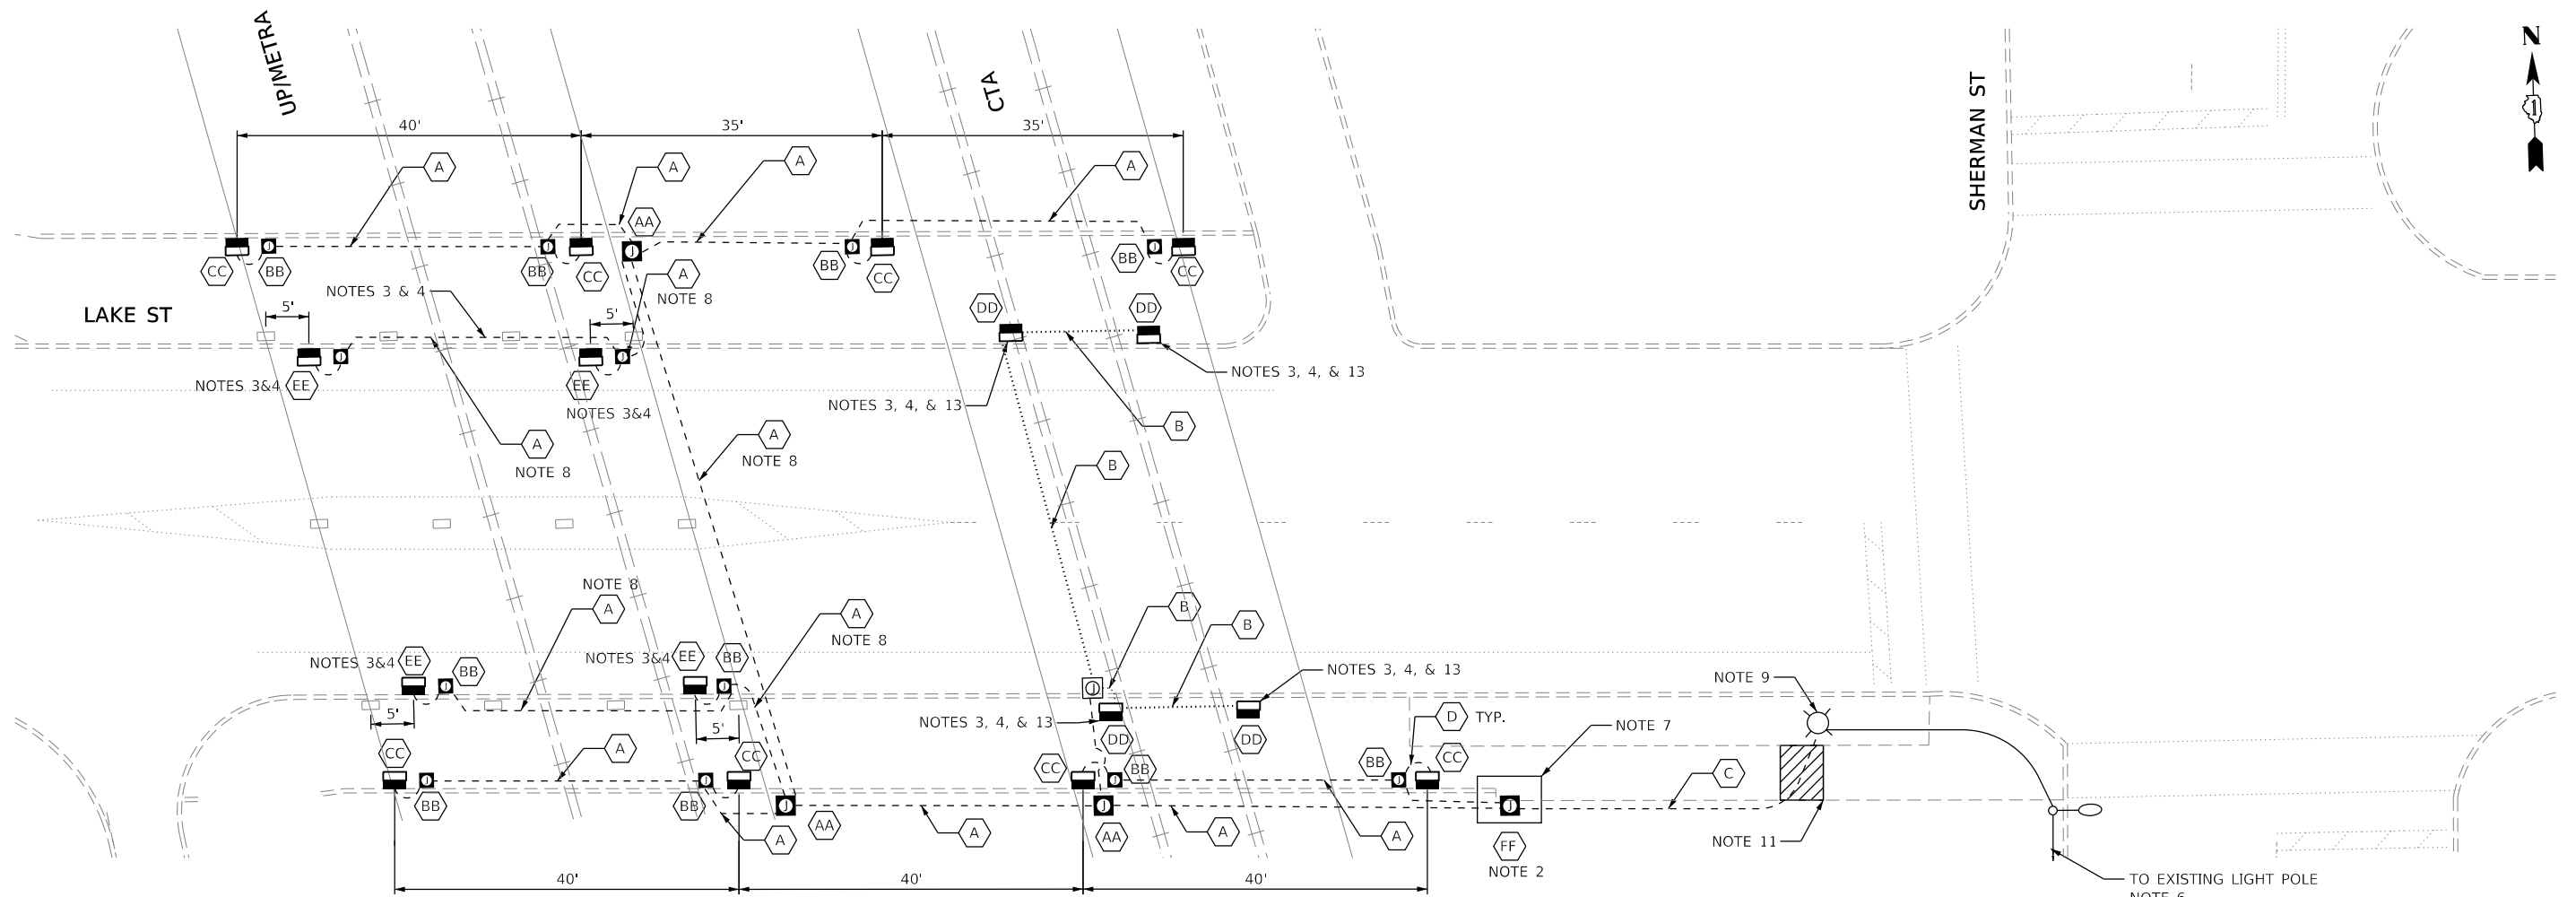 UP/METRA
CTA
SHERMAN ST
N
1
40'
35'
35'
A
A
A
A
AA
J
J
J
J
J
CC
BB
BB
CC
BB
CC
BB
CC
A
NOTE 8
NOTES 3 & 4
LAKE ST
5'
5'
DD
DD
J
J
NOTES 3&4
EE
EE
NOTES 3&4
NOTES 3, 4, & 13
NOTES 3, 4, & 13
B
A
NOTE 8
A
NOTE 8
B
NOTE 8
A
A
NOTE 8
B
B
NOTES 3&4
EE
BB
NOTES 3&4
EE
BB
NOTES 3, 4, & 13
NOTE 9
J
J
J
5'
5'
NOTES 3, 4, & 13
DD
DD
D
TYP.
NOTE 7
CC
A
CC
CC
BB
BB
CC
C
J
J
J
J
J
J
J
BB
BB
A
AA
A
AA
A
A
FF
NOTE 2
NOTE 11
40'
40'
40'
TO EXISTING LIGHT POLE